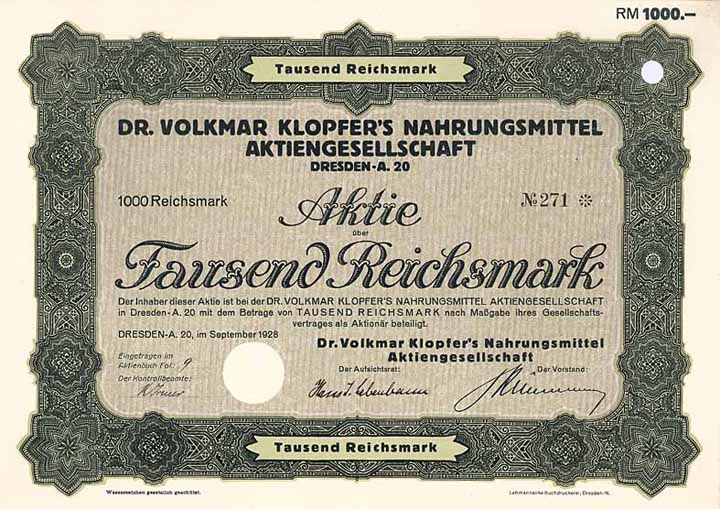 RM 1000.—
Tausend Reichsmark
DR. VOLKMAR KLOPFER'S NAHRUNGSMITTEL
AKTIENGESELLSCHAFT
DRESDEN-A. 20
1000 Reichsmark
Aktie
№ 271 ✻
über
Tausend Reichsmark
Der Inhaber dieser Aktie ist bei der DR. VOLKMAR KLOPFER'S NAHRUNGSMITTEL AKTIENGESELLSCHAFT
in Dresden-A. 20 mit dem Betrage von TAUSEND REICHSMARK nach Maßgabe ihres Gesellschafts-
vertrages als Aktionär beteiligt.
DRESDEN-A. 20, im September 1928
Dr. Volkmar Klopfer's Nahrungsmittel
Aktiengesellschaft
Eingetragen im
Aktienbuch Fol.: 9
Der Kontrollbeamte:
Der Aufsichtsrat:
Der Vorstand:
Tausend Reichsmark
Wasserzeichen gesetzlich geschützt.
Lehmannsche Buchdruckerei, Dresden-N.